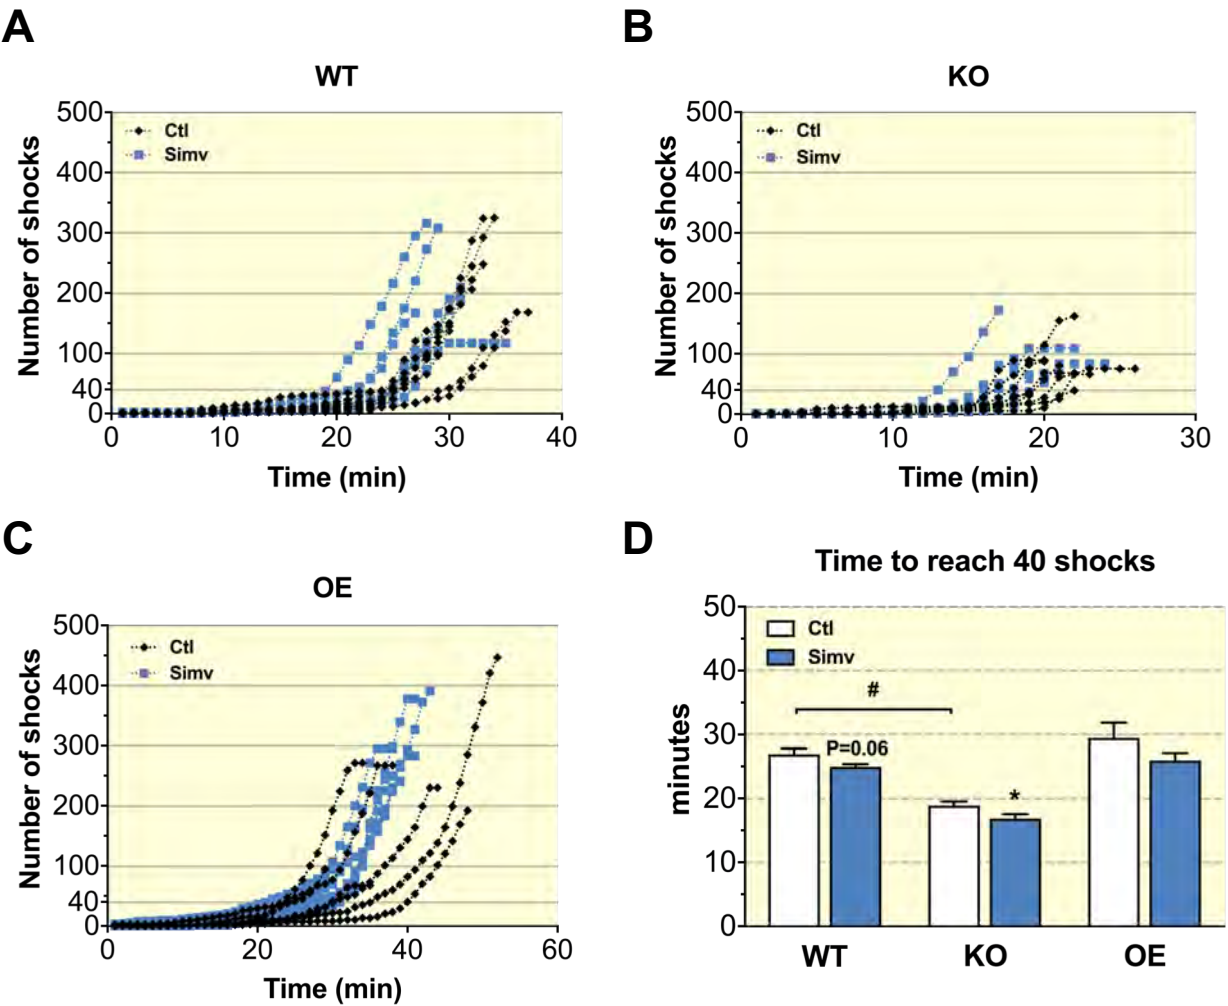 A
WT
Number of shocks
500
400
300
200
100
40
0
Ctl
Simv
0 10 20 30 40
Time (min)
B
KO
Number of shocks
500
400
300
200
100
40
0
Ctl
Simv
0 10 20 30
Time (min)
C
OE
Number of shocks
500
400
300
200
100
40
0
Ctl
Simv
0 20 40 60
Time (min)
D
Time to reach 40 shocks
minutes
50
40
30
20
10
0
Ctl
Simv
#
P=0.06
*
WT KO OE